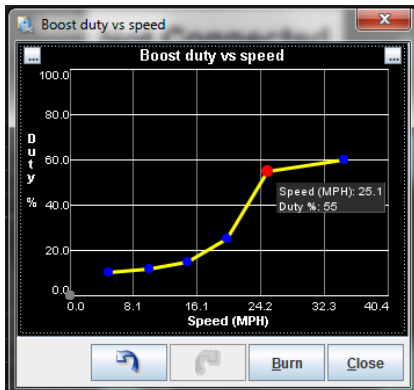 Boost duty vs speed
...
Boost duty vs speed
...
100.0
80.0
60.0
40.0
20.0
0.0
Duty %
Speed (MPH): 25.1
Duty %: 55
0.0 8.1 16.1 24.2 32.3 40.4
Speed (MPH)
Burn Close